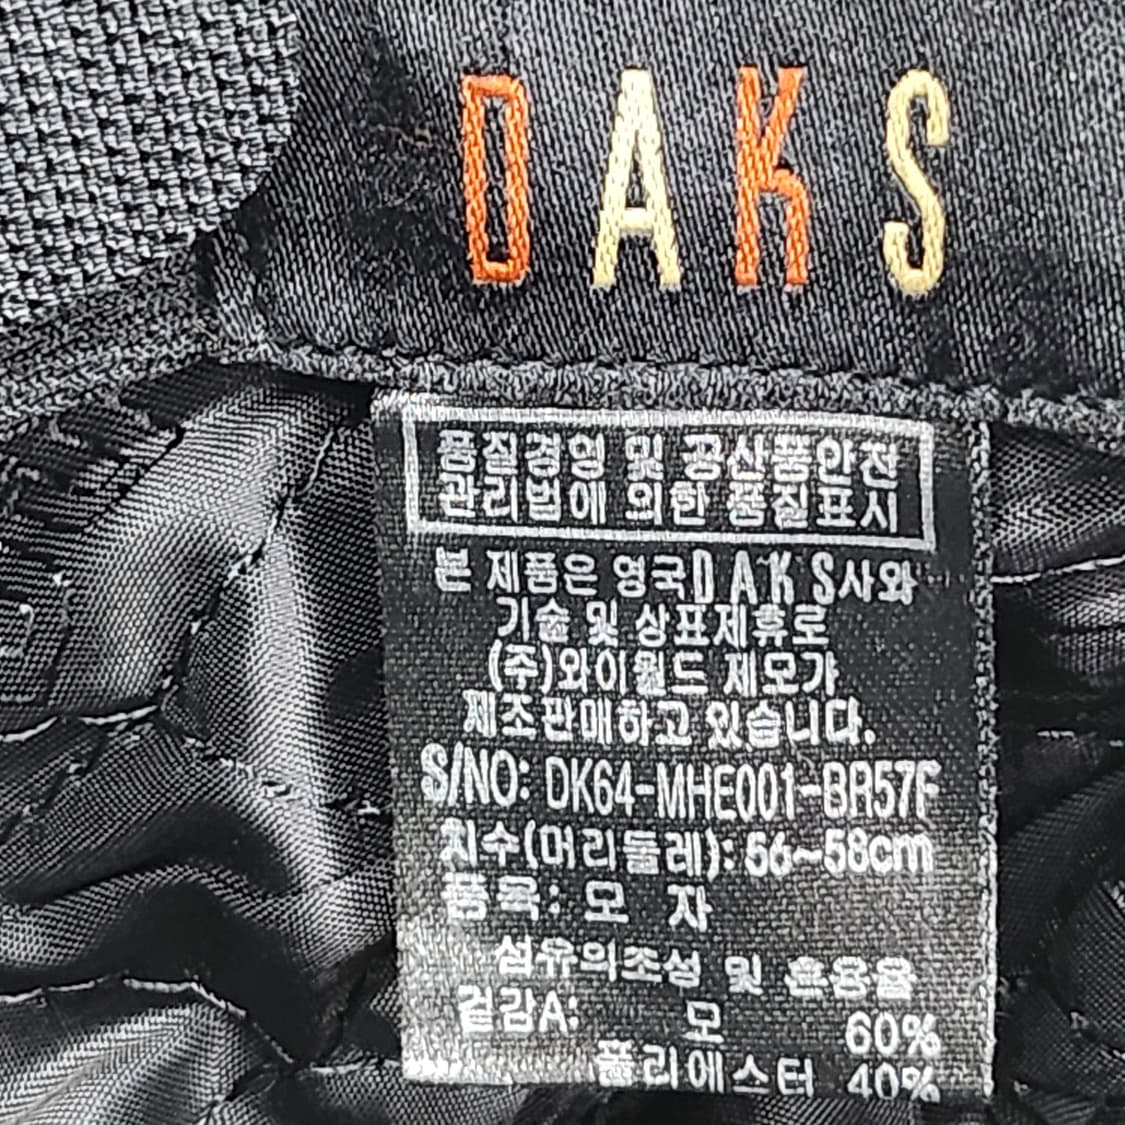 DAKS
품질경영 및 공산품안전
관리법에 의한 품질표시
본 제품은 영국DAKS사와
기술 및 상표제휴로
(주)와이월드 제모가
제조판매하고 있습니다.
S/NO: DK64-MHE001-BR57F
치수(머리둘레): 56~58cm
품목: 모 자
섬유의조성 및 혼용율
겉감A: 모 60%
폴리에스터 40%